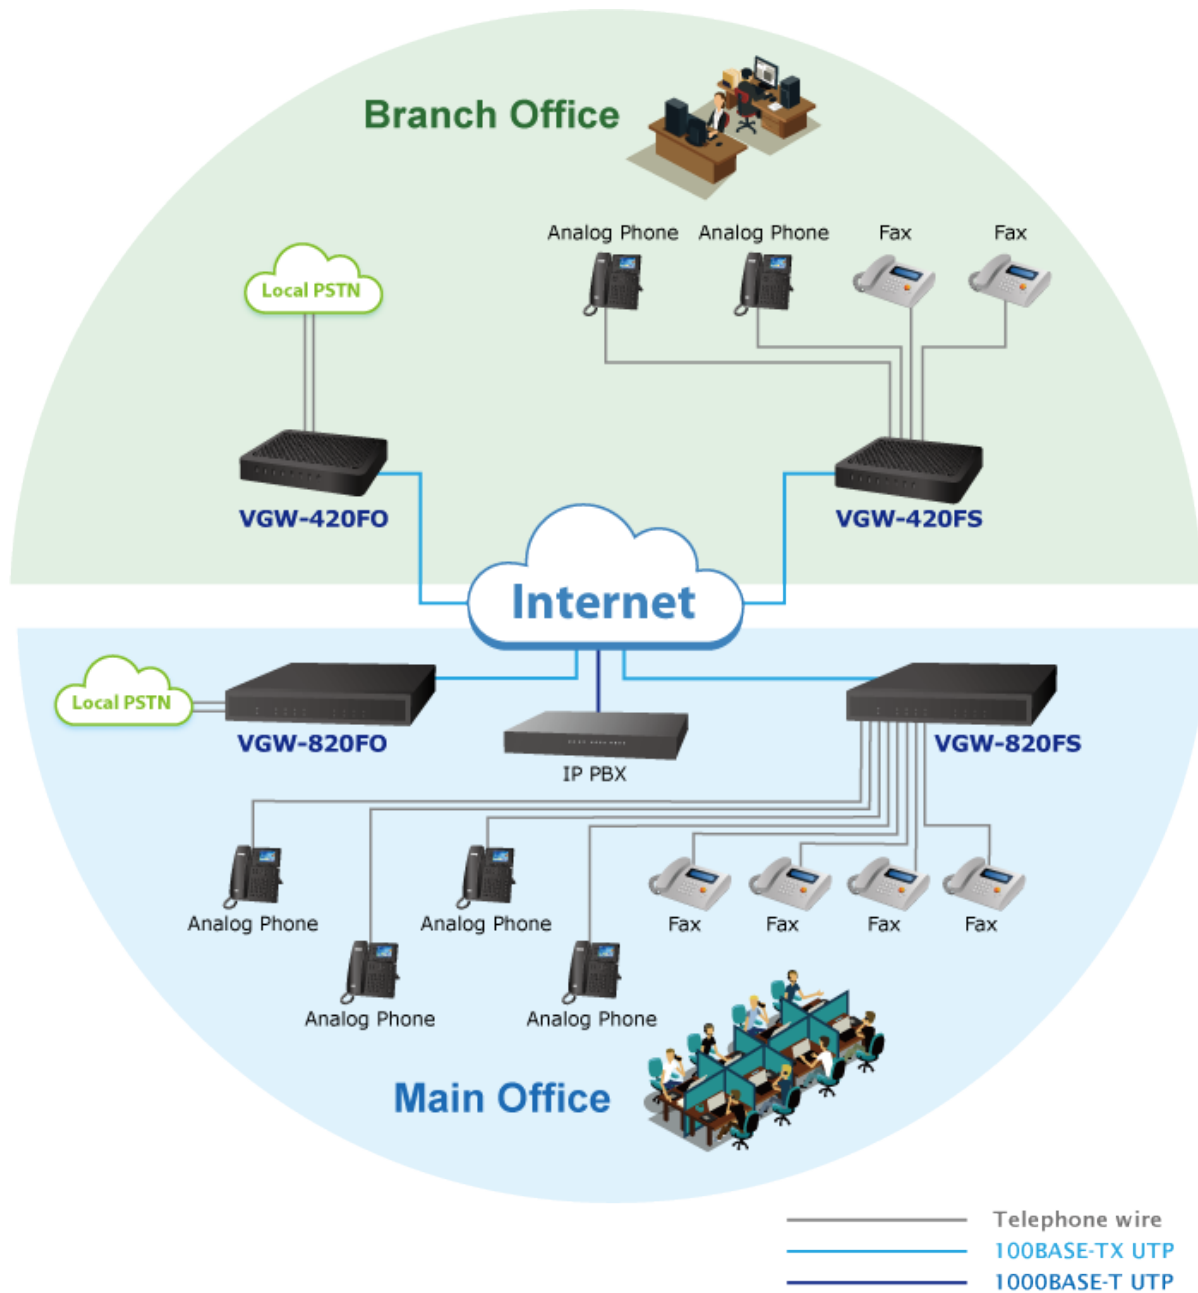 Branch Office
Analog Phone
Analog Phone
Fax
Fax
Local PSTN
VGW-420FO
VGW-420FS
Internet
Local PSTN
VGW-820FO
IP PBX
VGW-820FS
Analog Phone
Analog Phone
Fax
Fax
Fax
Fax
Analog Phone
Analog Phone
Main Office
Telephone wire
100BASE-TX UTP
1000BASE-T UTP